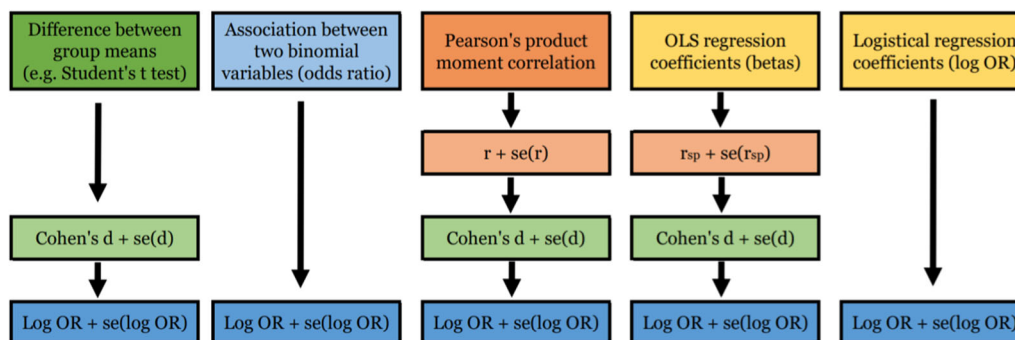 Difference between
group means
(e.g. Student's t test)
Association between
two binomial
variables (odds ratio)
Pearson's product
moment correlation
OLS regression
coefficients (betas)
Logistical regression
coefficients (log OR)
r + se(r)
rsp + se(rsp)
Cohen's d + se(d)
Cohen's d + se(d)
Cohen's d + se(d)
Log OR + se(log OR)
Log OR + se(log OR)
Log OR + se(log OR)
Log OR + se(log OR)
Log OR + se(log OR)